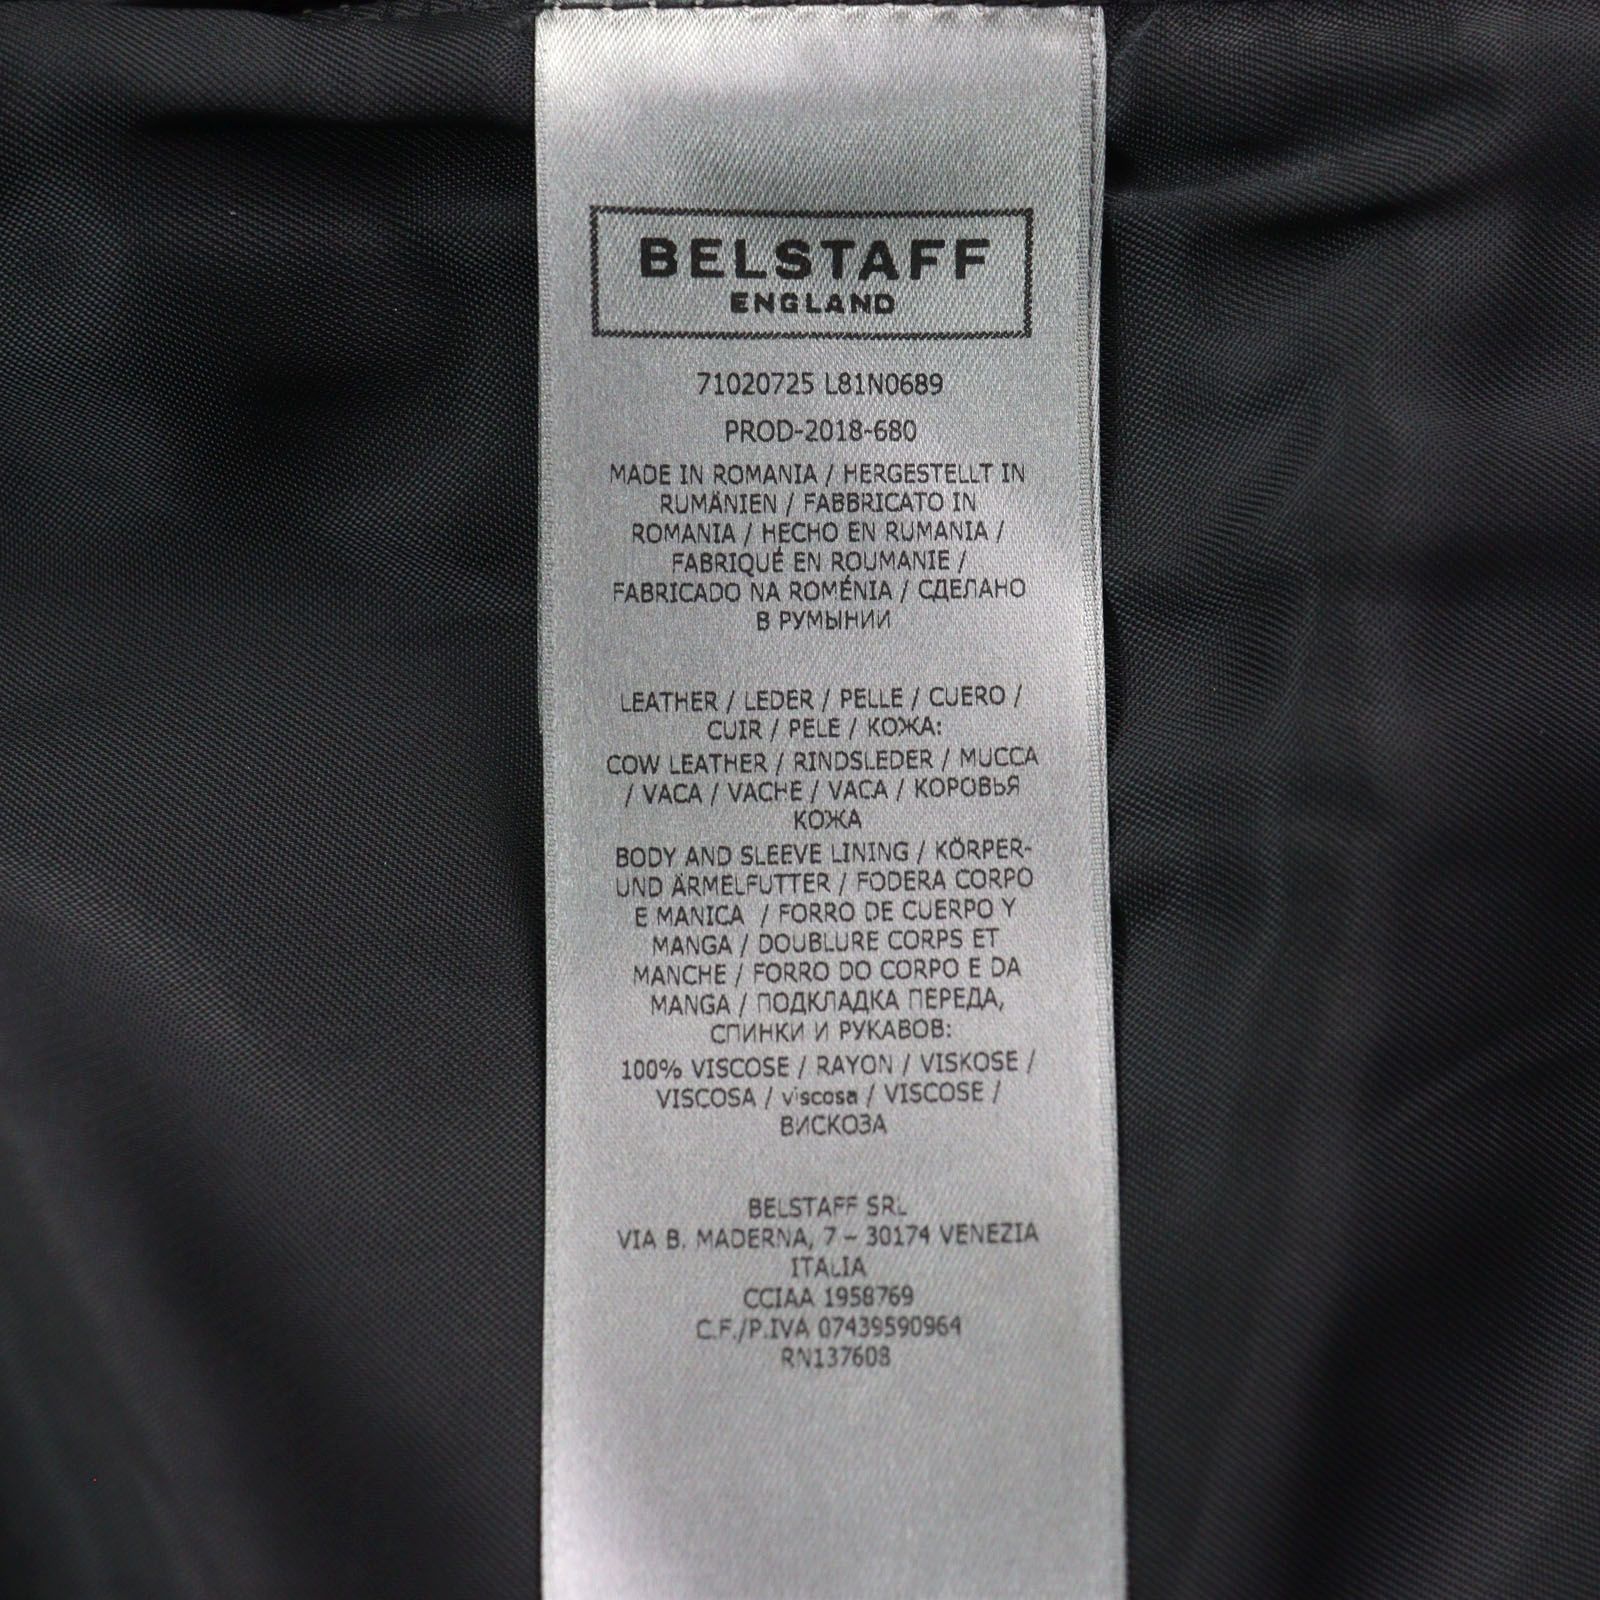 BELSTAFF
ENGLAND
71020725 L81N0689
PROD-2018-680
MADE IN ROMANIA / HERGESTELLT IN
RUMÄNIEN / FABBRICATO IN
ROMANIA / HECHO EN RUMANIA /
FABRIQUÉ EN ROUMANIE /
FABRICADO NA ROMÉNIA / СДЕЛАНО
В РУМЫНИИ
LEATHER / LEDER / PELLE / CUERO /
CUIR / PELE / КОЖА:
COW LEATHER / RINDSLEDER / MUCCA
/ VACA / VACHE / VACA / КОРОВЬЯ
КОЖА
BODY AND SLEEVE LINING / KÖRPER-
UND ÄRMELFUTTER / FODERA CORPO
E MANICA / FORRO DE CUERPO Y
MANGA / DOUBLURE CORPS ET
MANCHE / FORRO DO CORPO E DA
MANGA / ПОДКЛАДКА ПЕРЕДА,
СПИНКИ И РУКАВОВ:
100% VISCOSE / RAYON / VISKOSE /
VISCOSA / viscosa / VISCOSE /
ВИСКОЗА
BELSTAFF SRL
VIA B. MADERNA, 7 – 30174 VENEZIA
ITALIA
CCIAA 1958769
C.F./P.IVA 07439590964
RN137608